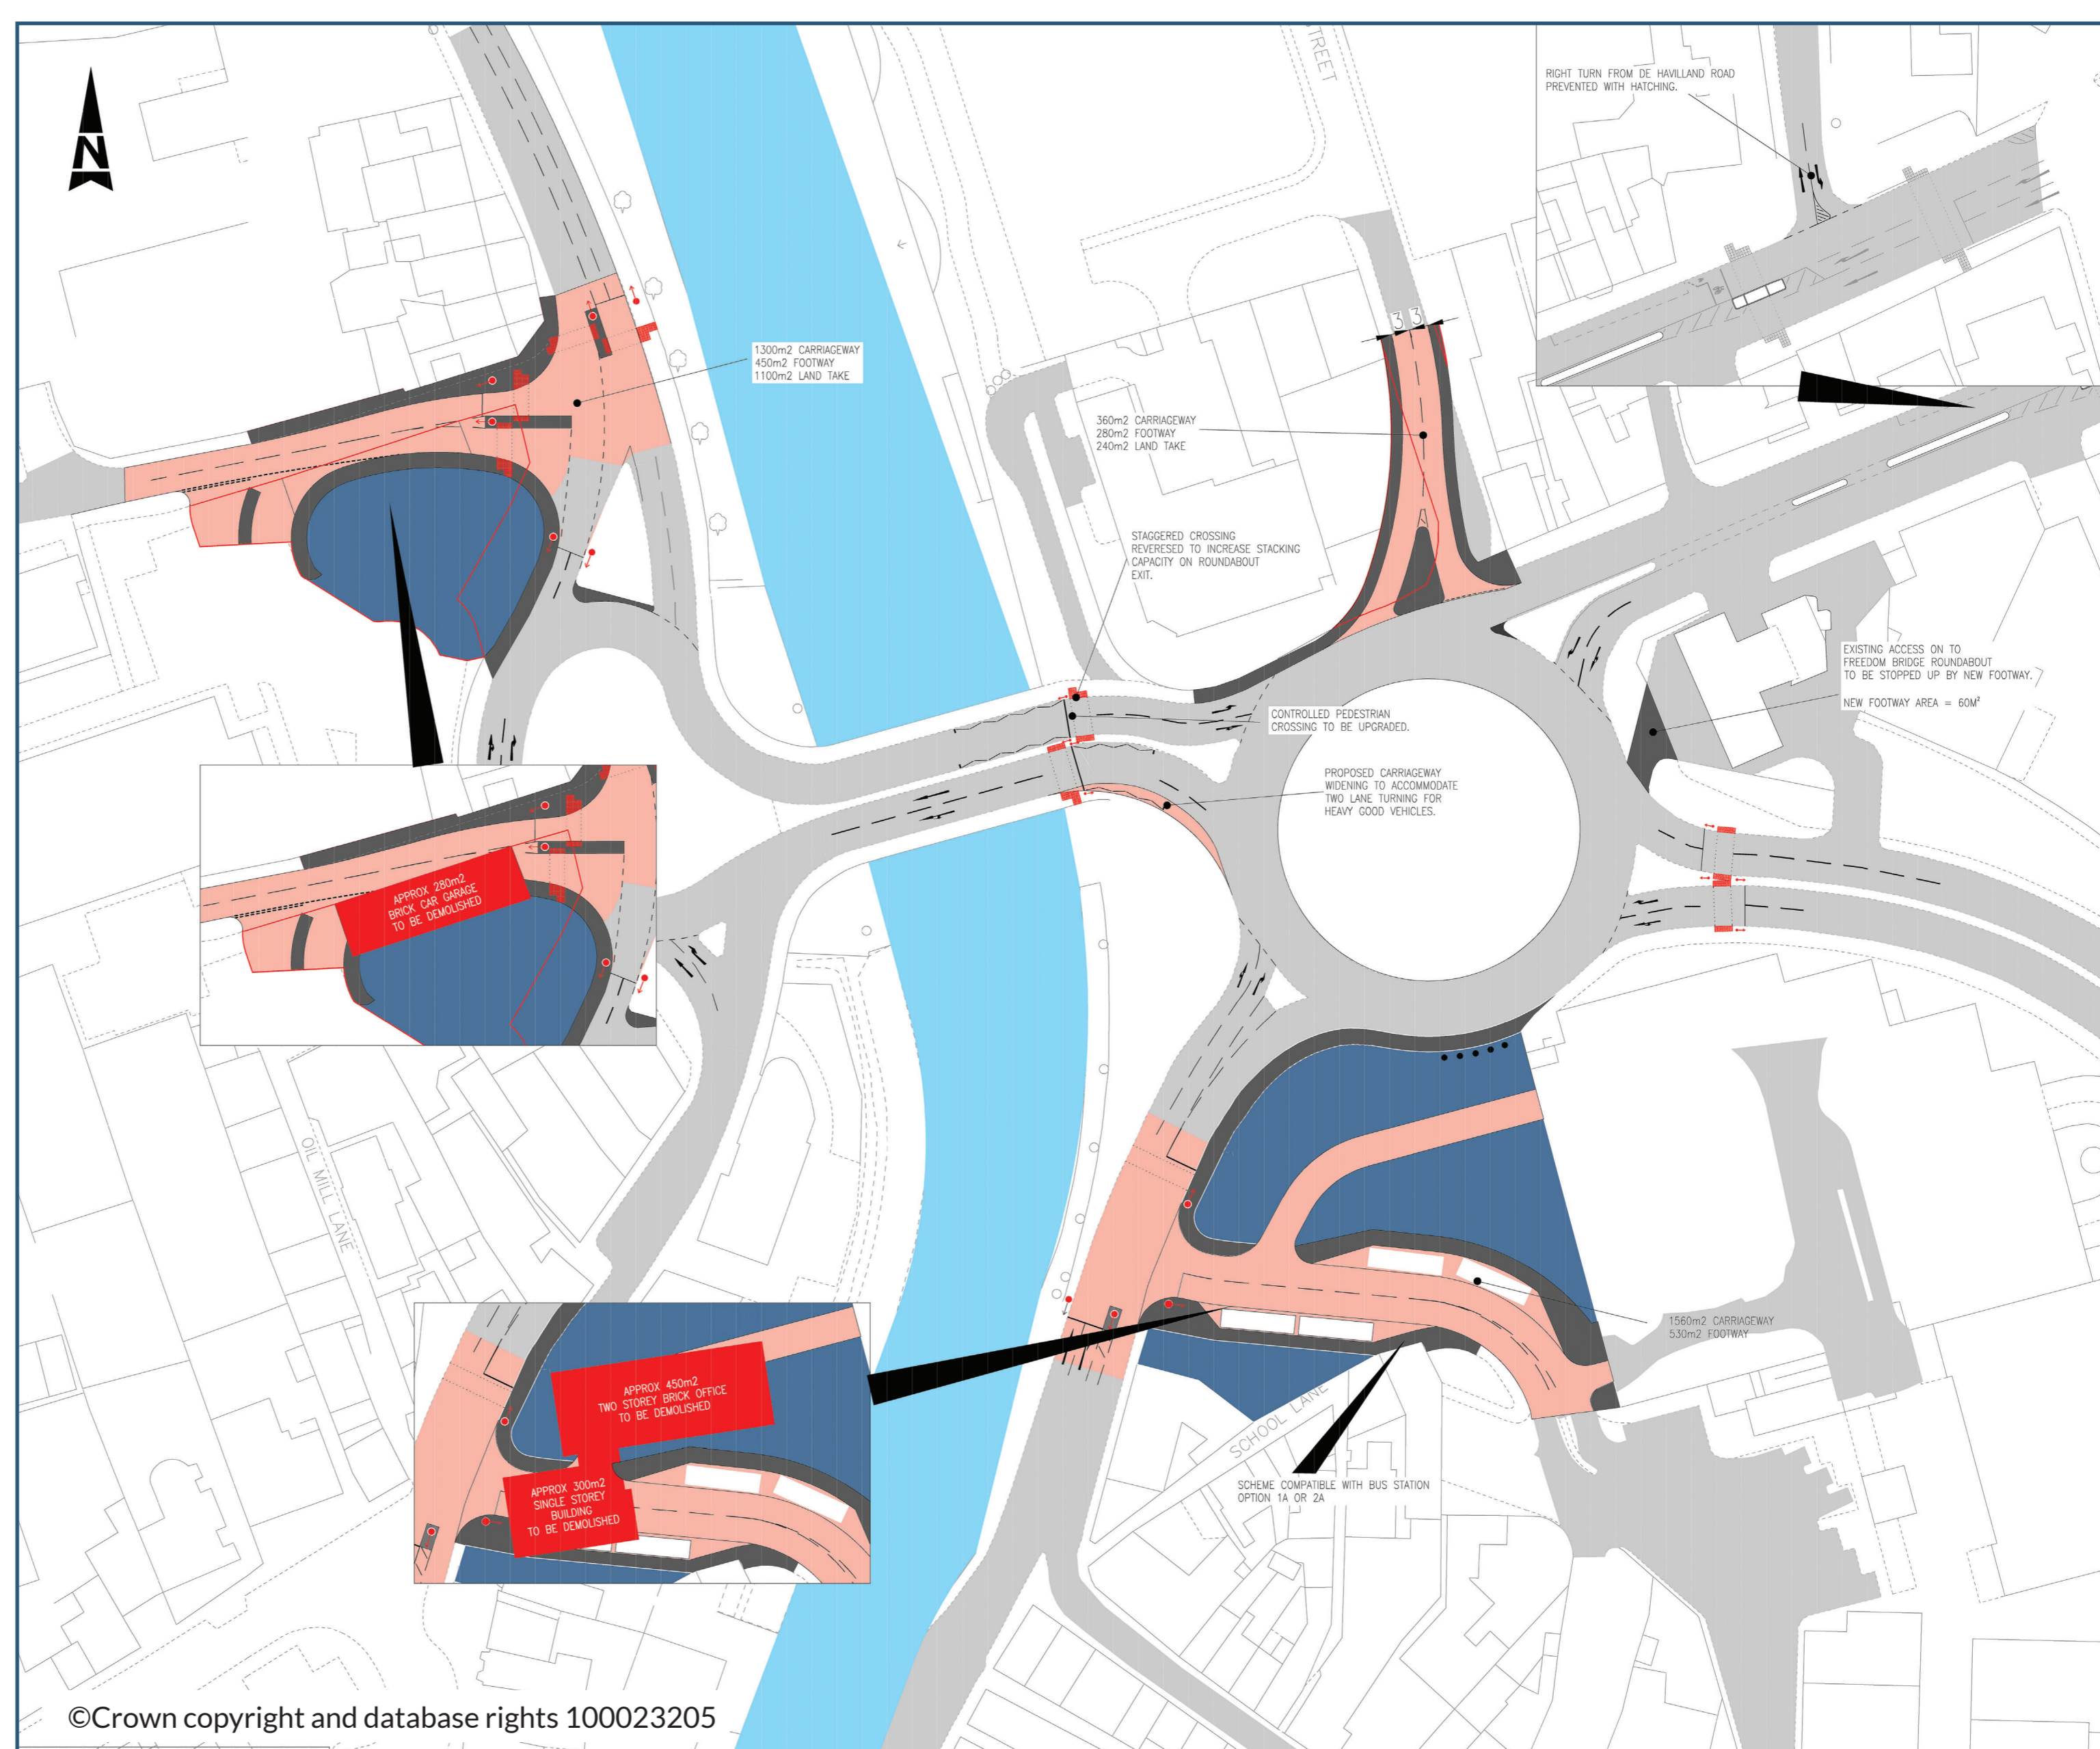 N
TREET
RIGHT TURN FROM DE HAVILLAND ROAD
PREVENTED WITH HATCHING.
1300m2 CARRIAGEWAY
450m2 FOOTWAY
1100m2 LAND TAKE
3 3
360m2 CARRIAGEWAY
280m2 FOOTWAY
240m2 LAND TAKE
STAGGERED CROSSING
REVERESED TO INCREASE STACKING
CAPACITY ON ROUNDABOUT
EXIT.
EXISTING ACCESS ON TO
FREEDOM BRIDGE ROUNDABOUT
TO BE STOPPED UP BY NEW FOOTWAY.
NEW FOOTWAY AREA = 60M²
CONTROLLED PEDESTRIAN
CROSSING TO BE UPGRADED.
PROPOSED CARRIAGEWAY
WIDENING TO ACCOMMODATE
TWO LANE TURNING FOR
HEAVY GOOD VEHICLES.
APPROX 280m2
BRICK CAR GARAGE
TO BE DEMOLISHED
OIL MILL LANE
1560m2 CARRIAGEWAY
530m2 FOOTWAY
APPROX 450m2
TWO STOREY BRICK OFFICE
TO BE DEMOLISHED
SCHOOL LANE
APPROX 300m2
SINGLE STOREY
BUILDING
TO BE DEMOLISHED
SCHEME COMPATIBLE WITH BUS STATION
OPTION 1A OR 2A
©Crown copyright and database rights 100023205